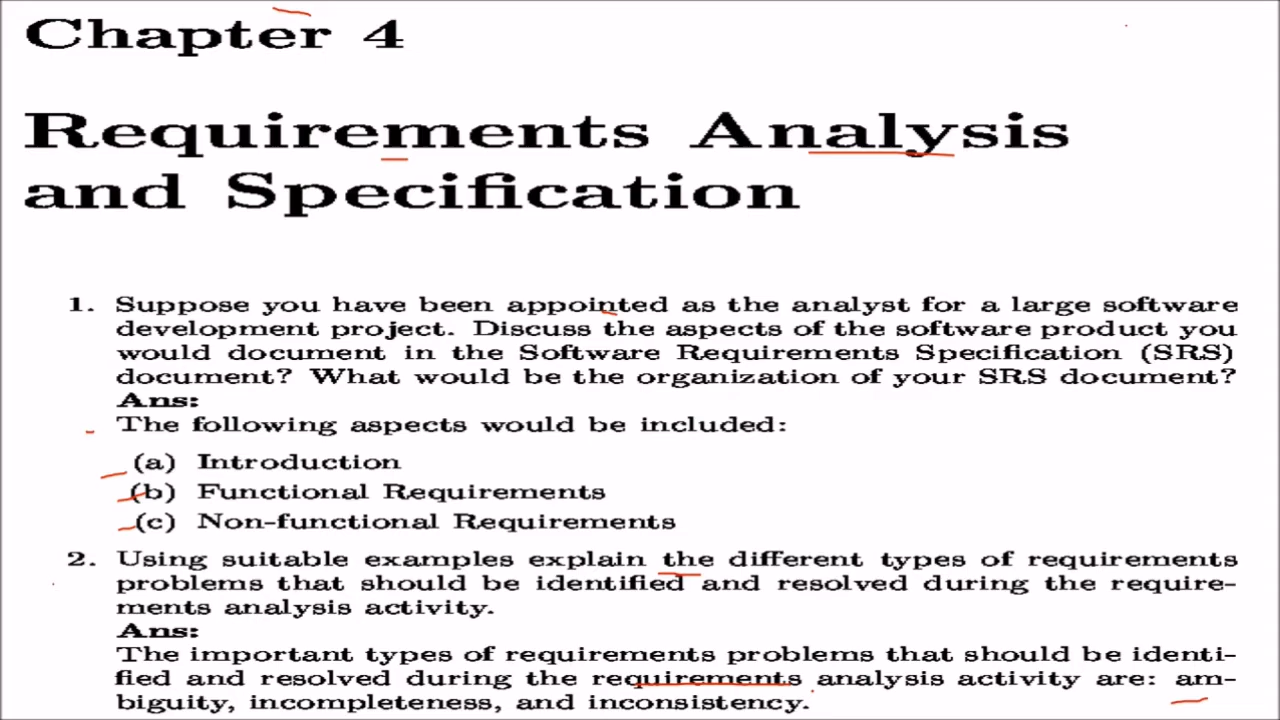 Chapter 4
Requirements Analysis
and Specification
1. Suppose you have been appointed as the analyst for a large software
development project. Discuss the aspects of the software product you
would document in the Software Requirements Specification (SRS)
document? What would be the organization of your SRS document?
Ans:
The following aspects would be included:
(a) Introduction
(b) Functional Requirements
(c) Non-functional Requirements
2. Using suitable examples explain the different types of requirements
problems that should be identified and resolved during the require-
ments analysis activity.
Ans:
The important types of requirements problems that should be identi-
fied and resolved during the requirements analysis activity are: am-
biguity, incompleteness, and inconsistency.